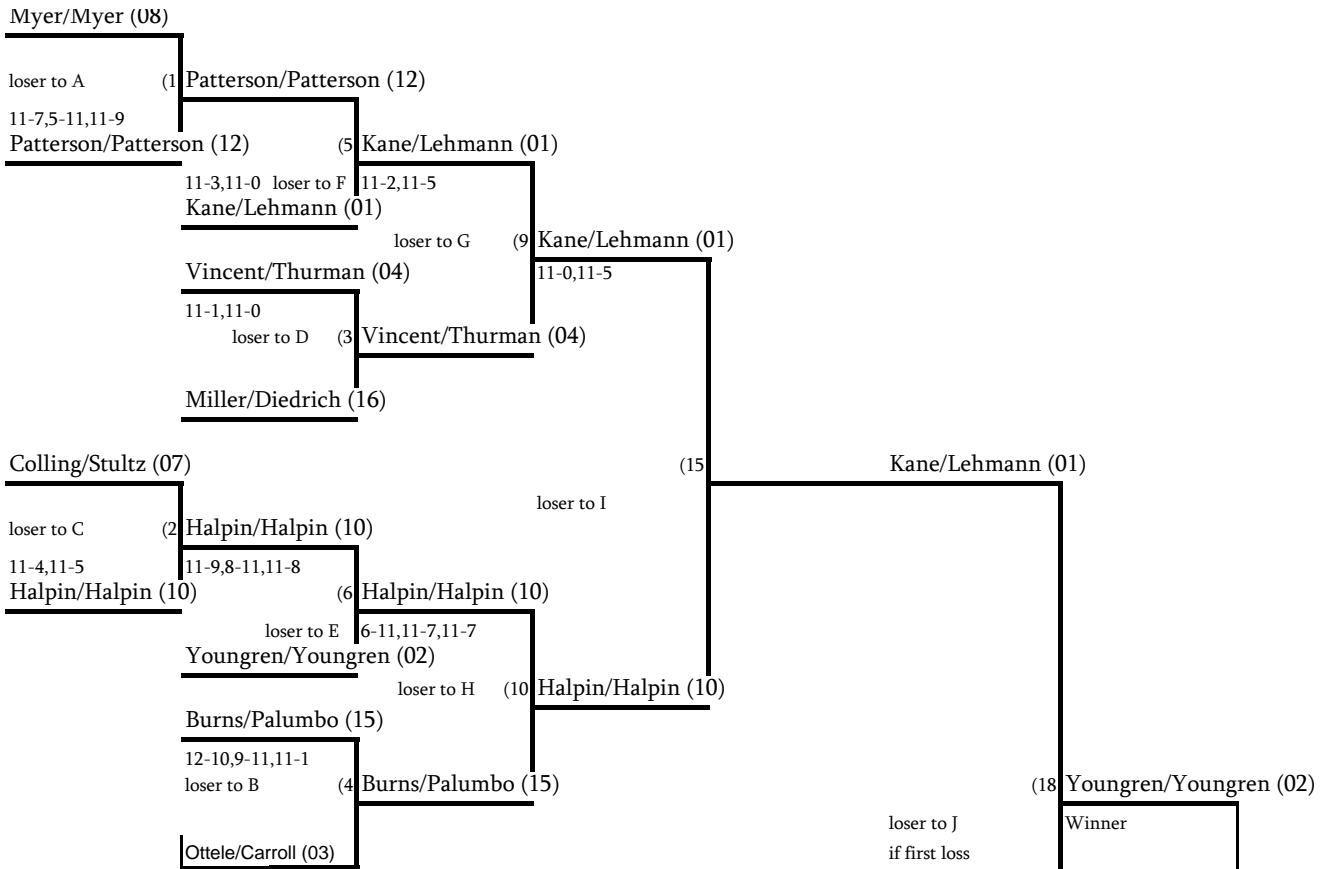 Myer/Myer (08)
loser to A (1 Patterson/Patterson (12)
11-7,5-11,11-9
Patterson/Patterson (12) (5 Kane/Lehmann (01)
11-3,11-0 loser to F 11-2,11-5
Kane/Lehmann (01)
loser to G (9 Kane/Lehmann (01)
Vincent/Thurman (04) 11-0,11-5
11-1,11-0
loser to D (3 Vincent/Thurman (04)
Miller/Diedrich (16)
Colling/Stultz (07) (15 Kane/Lehmann (01)
loser to I
loser to C (2 Halpin/Halpin (10)
11-4,11-5 11-9,8-11,11-8
Halpin/Halpin (10) (6 Halpin/Halpin (10)
loser to E 6-11,11-7,11-7
Youngren/Youngren (02)
loser to H (10 Halpin/Halpin (10)
Burns/Palumbo (15)
12-10,9-11,11-1
loser to B (4 Burns/Palumbo (15) (18 Youngren/Youngren (02)
loser to J Winner
Ottele/Carroll (03) if first loss